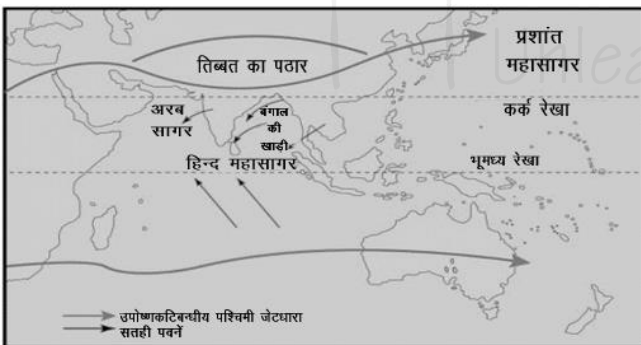 प्रशांत
महासागर
तिब्बत का पठार
अरब
सागर
बंगाल
की
खाड़ी
कर्क रेखा
हिन्द महासागर
भूमध्य रेखा
उपोष्णकटिबन्धीय पश्चिमी जेटधारा
सतही पवनें